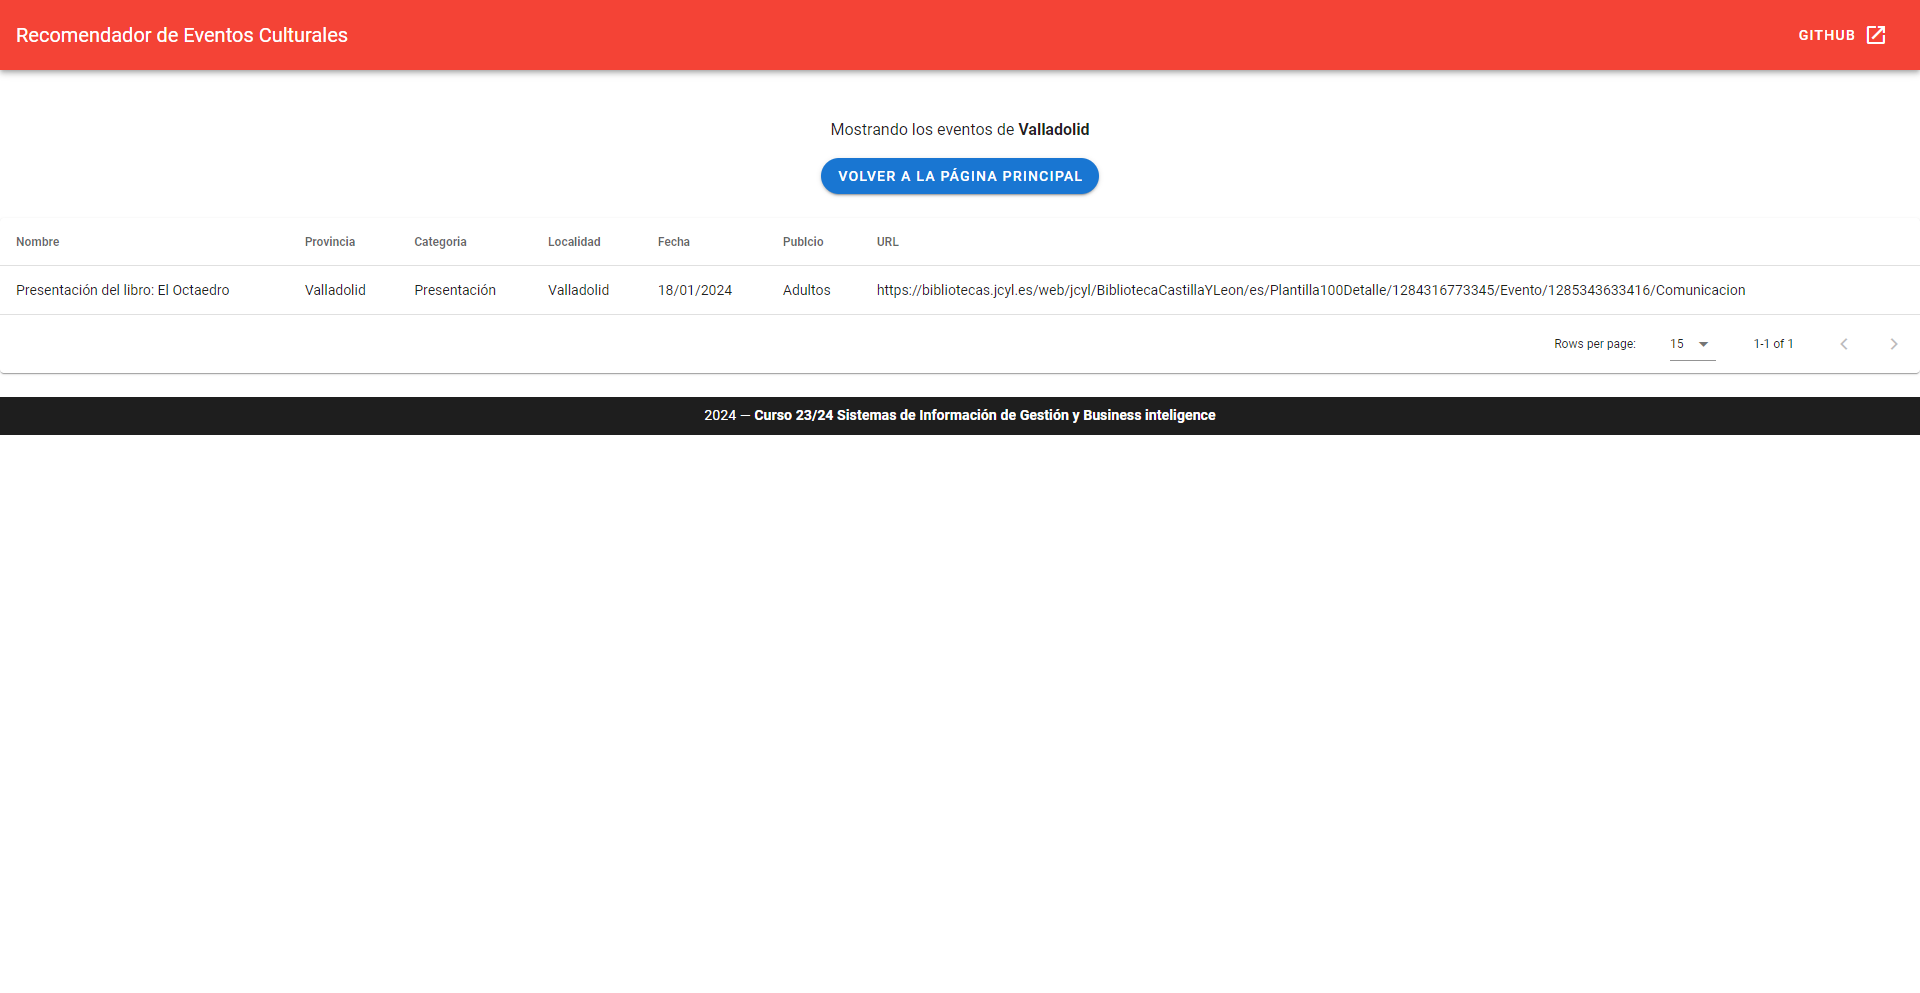 Recomendador de Eventos Culturales
GITHUB
Mostrando los eventos de Valladolid
VOLVER A LA PÁGINA PRINCIPAL
Nombre Provincia Categoria Localidad Fecha Publcio URL
Presentación del libro: El Octaedro Valladolid Presentación Valladolid 18/01/2024 Adultos https://bibliotecas.jcyl.es/web/jcyl/BibliotecaCastillaYLeon/es/Plantilla100Detalle/1284316773345/Evento/1285343633416/Comunicacion
Rows per page: 15 1-1 of 1
2024 — Curso 23/24 Sistemas de Información de Gestión y Business inteligence